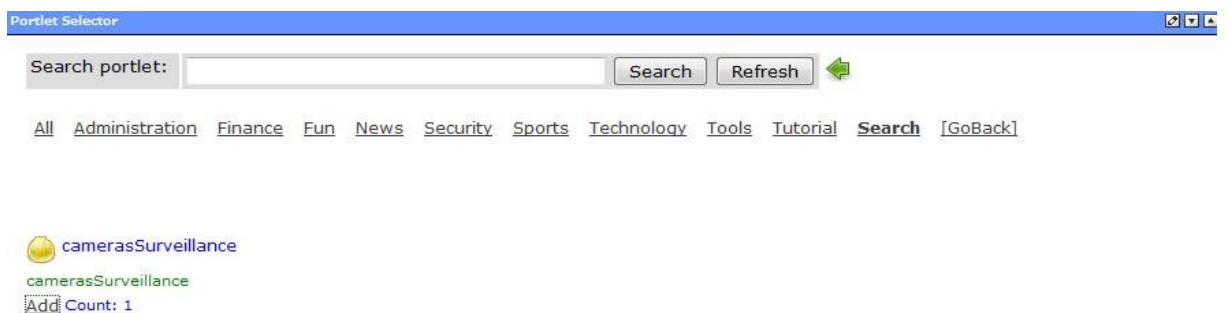 Portlet Selector
Search portlet: Search Refresh
All Administration Finance Fun News Security Sports Technology Tools Tutorial Search [GoBack]
camerasSurveillance
camerasSurveillance
Add Count: 1